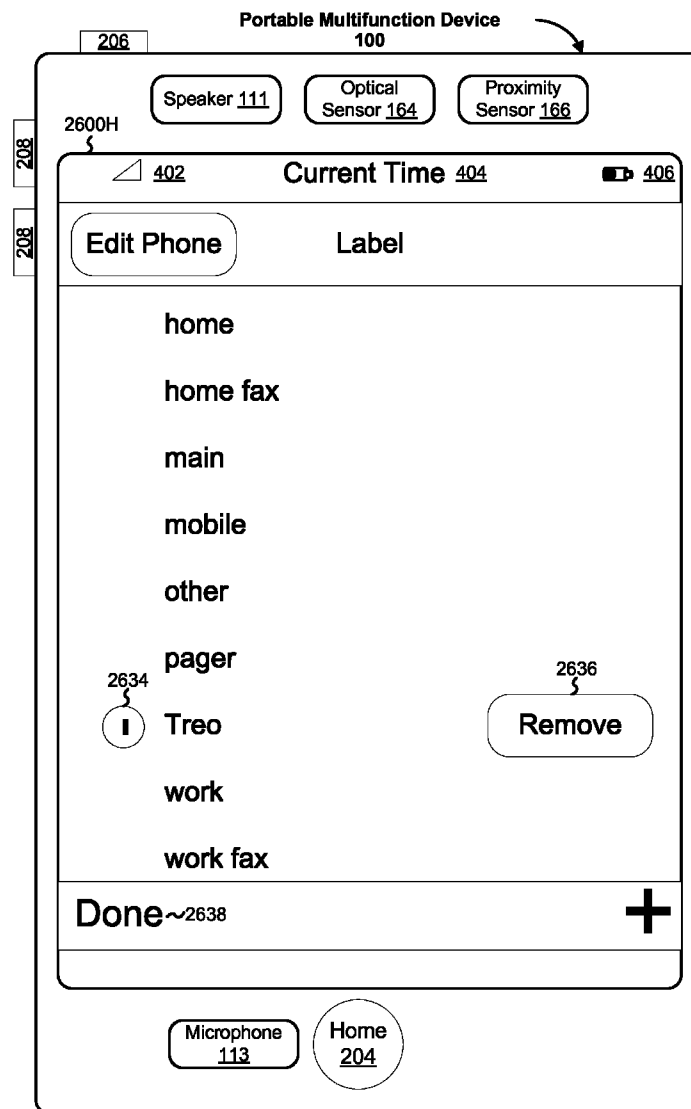 Portable Multifunction Device
100
206
Speaker 111
Optical
Sensor 164
Proximity
Sensor 166
2600H
208
208
402
Current Time 404
406
Edit Phone
Label
home
home fax
main
mobile
other
pager
2634
2636
Treo
Remove
work
work fax
Done
2638
+
Microphone
113
Home
204